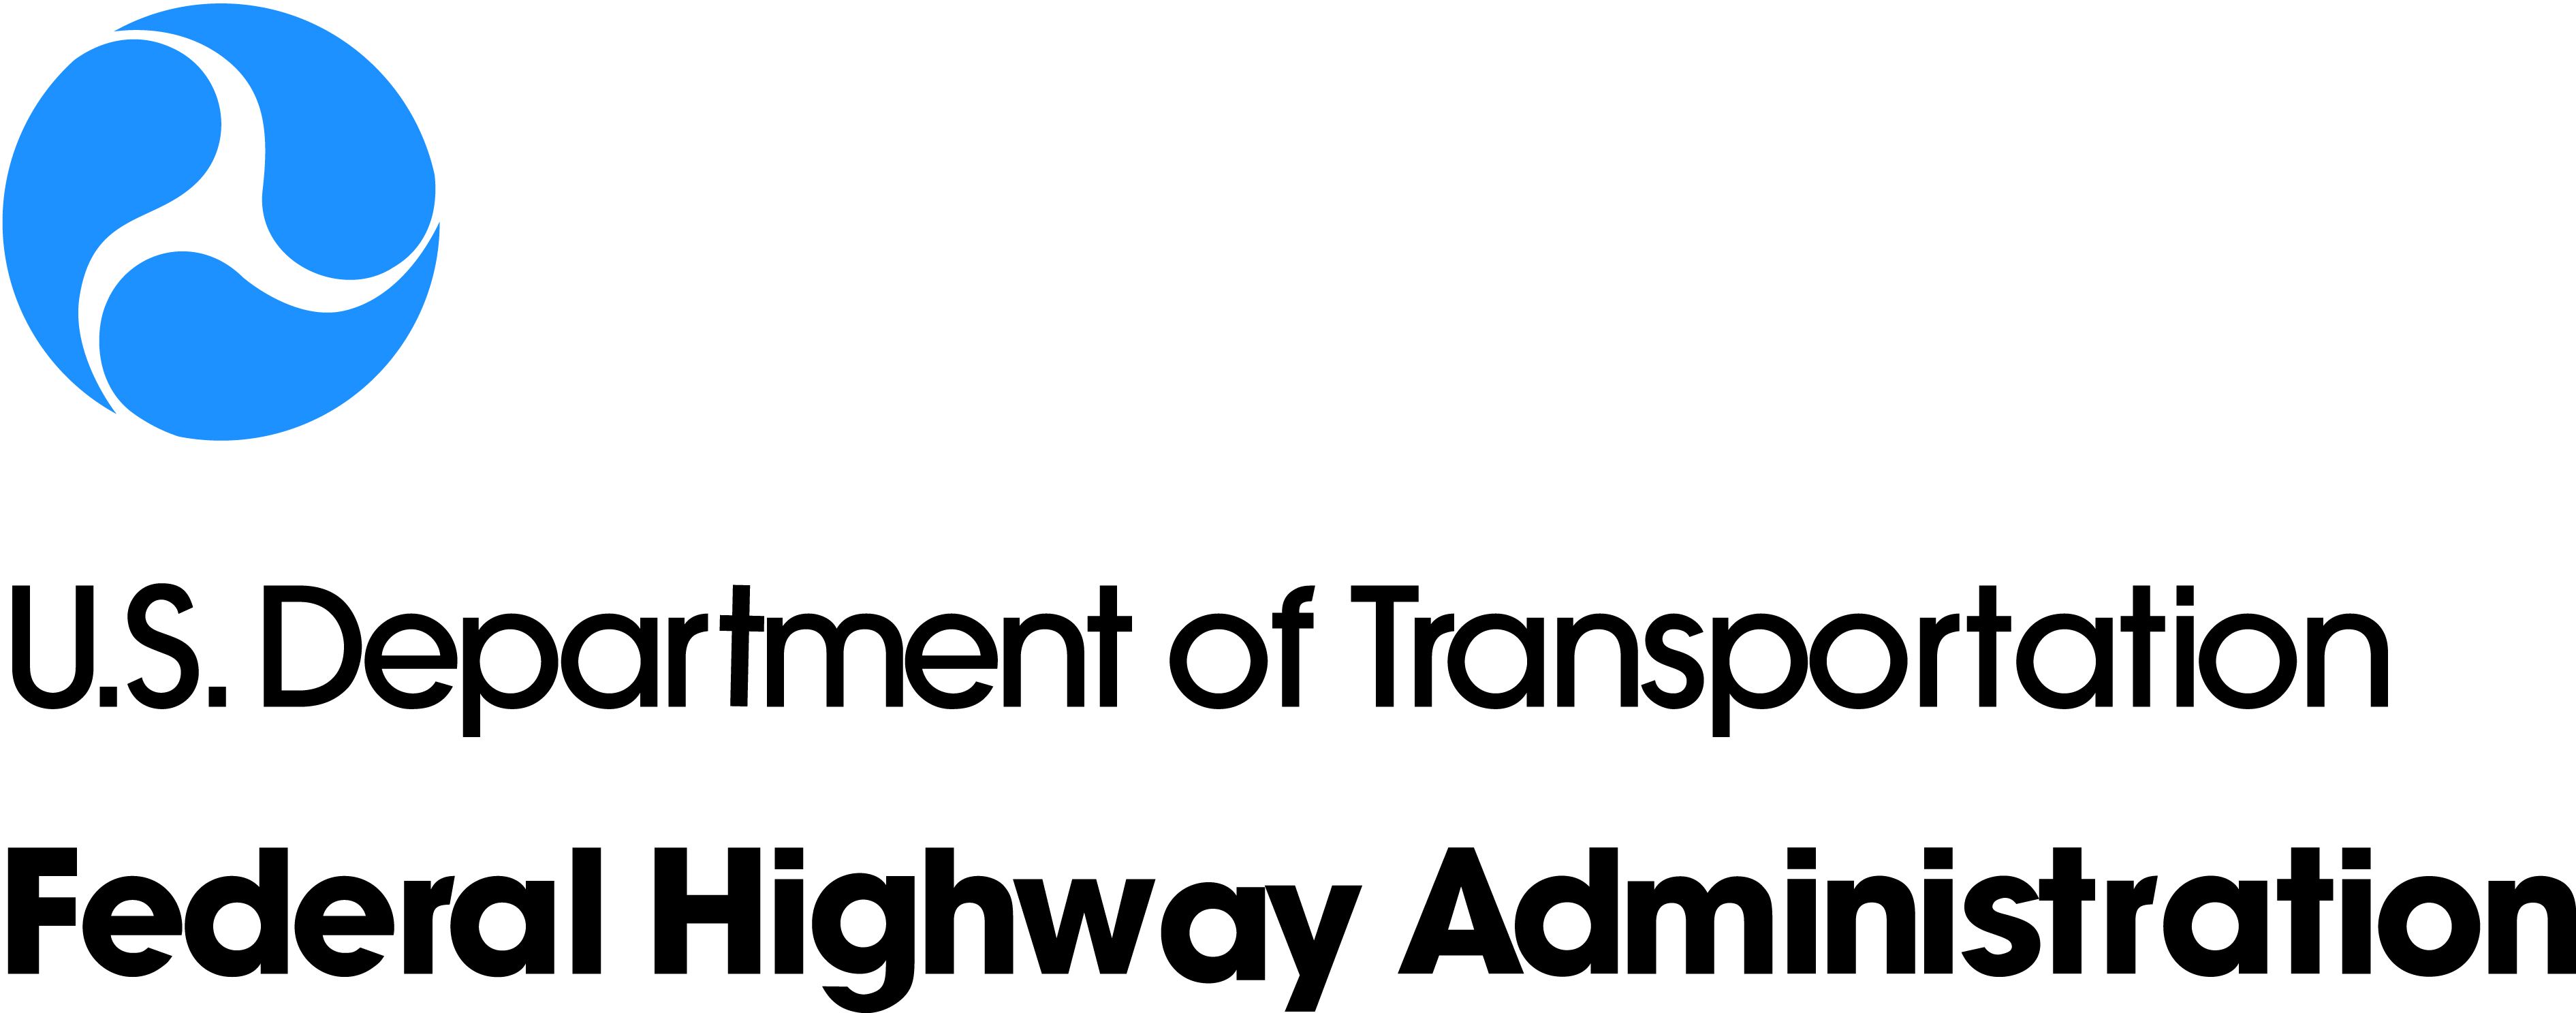 U.S. Department of Transportation
Federal Highway Administration